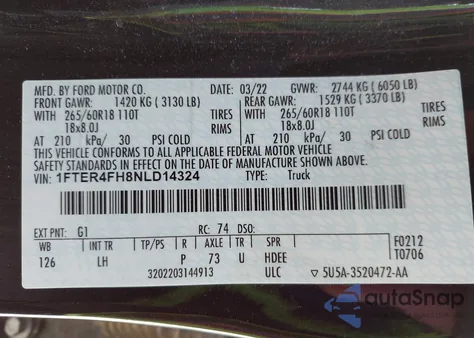 MFD. BY FORD MOTOR CO.
DATE: 03/22 GVWR: 2744 KG ( 6050 LB)
FRONT GAWR: 1420 KG ( 3130 LB) REAR GAWR: 1529 KG ( 3370 LB)
WITH 265/60R18 110T TIRES WITH 265/60R18 110T TIRES
18x8.0J RIMS 18x8.0J RIMS
AT 210 kPa/ 30 PSI COLD AT 210 kPa/ 30 PSI COLD
THIS VEHICLE CONFORMS TO ALL APPLICABLE FEDERAL MOTOR VEHICLE
SAFETY STANDARDS IN EFFECT ON THE DATE OF MANUFACTURE SHOWN ABOVE.
VIN: 1FTER4FH8NLD14324 TYPE: Truck
EXT PNT: G1 RC: 74 DSO: F0212
WB INT TR TP/PS R AXLE TR SPR T0706
126 LH P 73 U HDEE
3202203144913 ULC 5U5A-3520472-AA
autoSnap